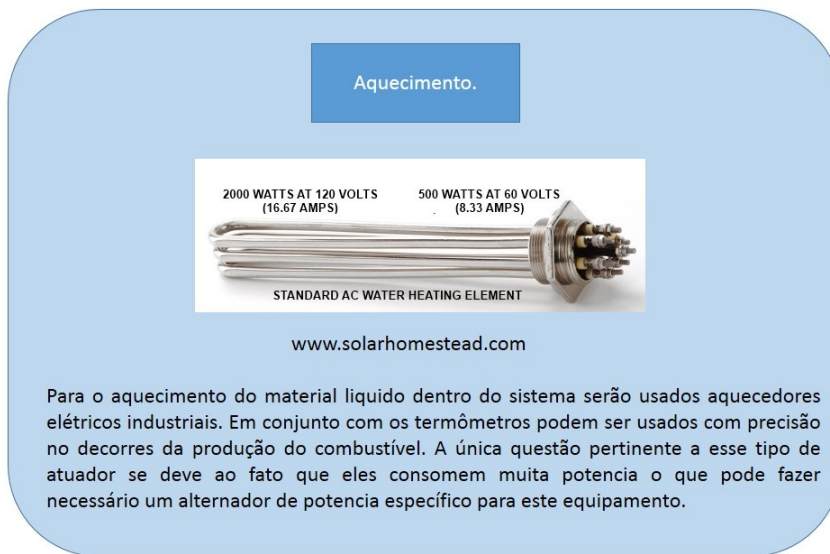 Aquecimento.
2000 WATTS AT 120 VOLTS 500 WATTS AT 60 VOLTS
(16.67 AMPS) (8.33 AMPS)
STANDARD AC WATER HEATING ELEMENT
www.solarhomestead.com
Para o aquecimento do material liquido dentro do sistema serão usados aquecedores
elétricos industriais. Em conjunto com os termômetros podem ser usados com precisão
no decorres da produção do combustível. A única questão pertinente a esse tipo de
atuador se deve ao fato que eles consomem muita potencia o que pode fazer
necessário um alternador de potencia específico para este equipamento.